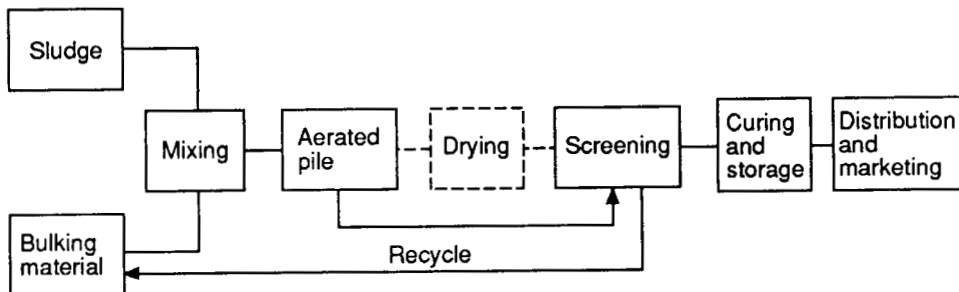 Sludge
Mixing
Bulking
material
Aerated
pile
Drying
Screening
Curing
and
storage
Distribution
and
marketing
Recycle